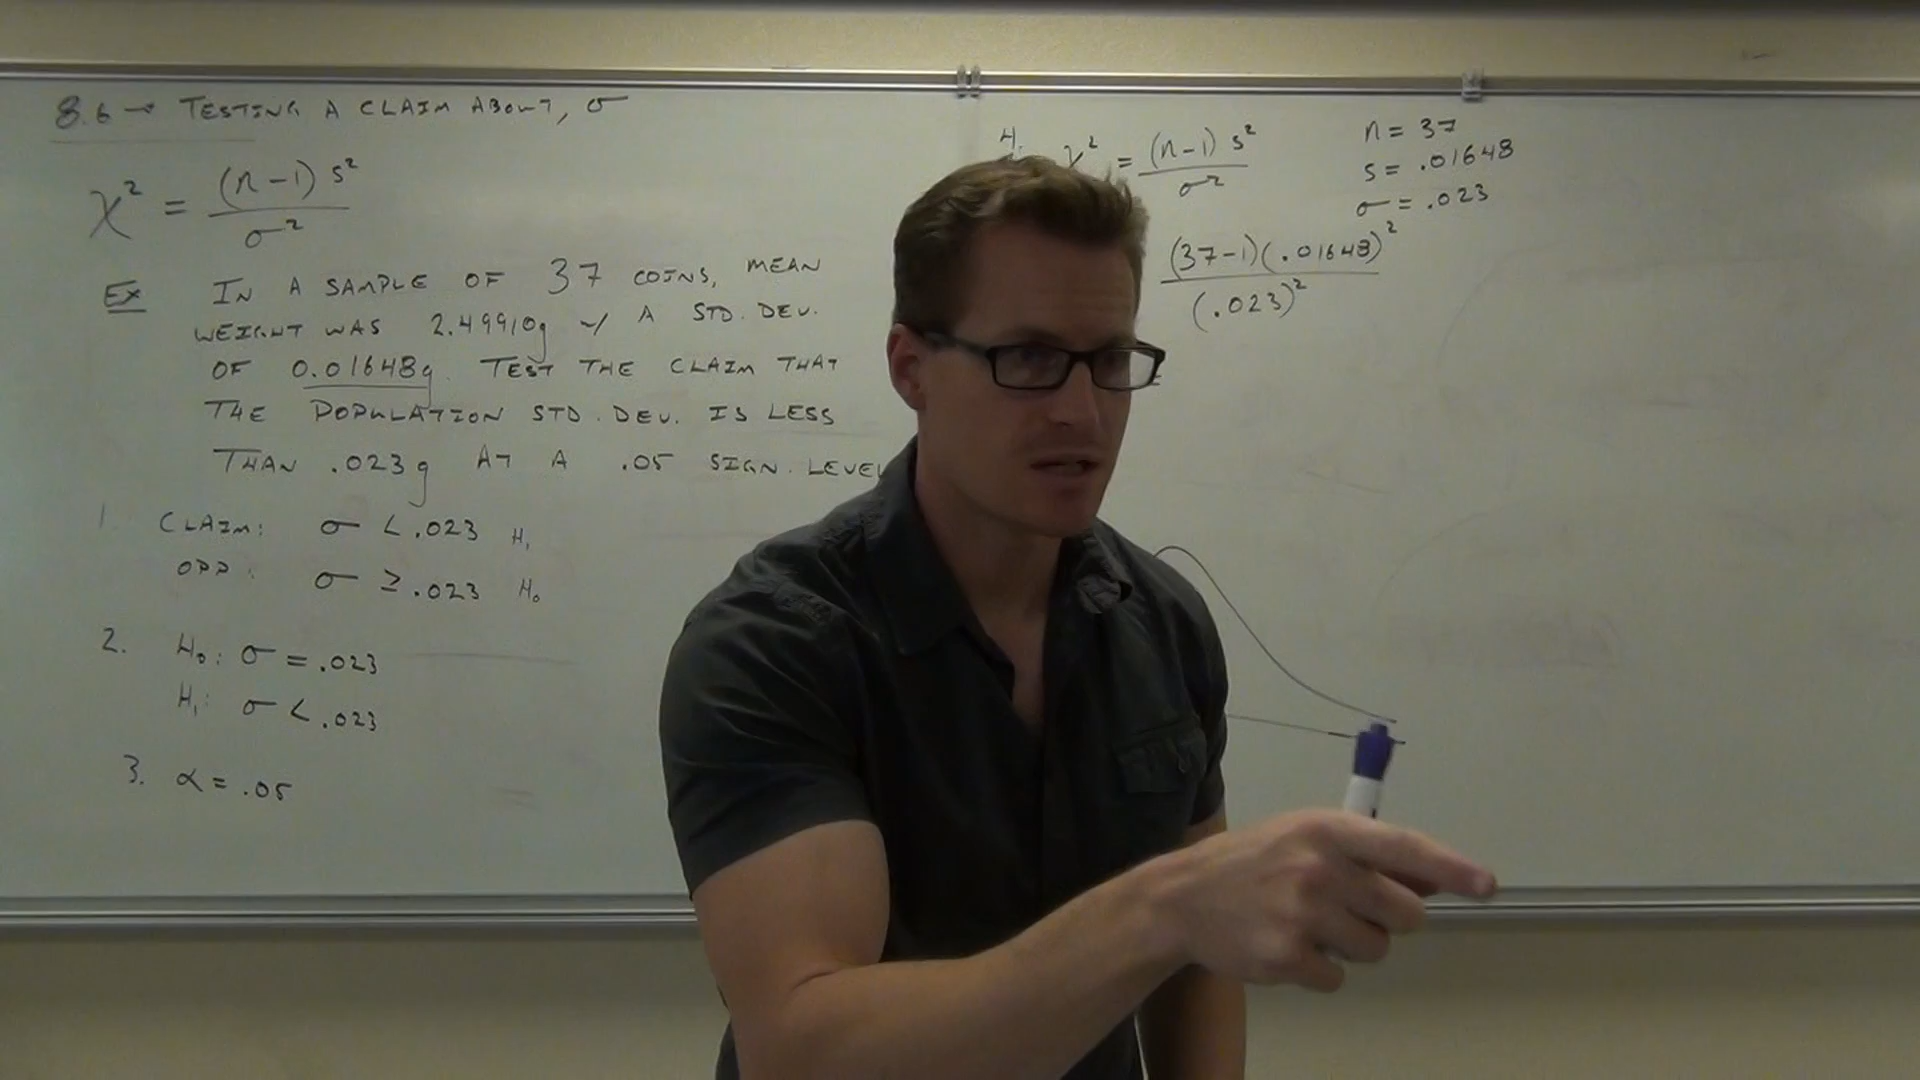 8.6 → TESTING A CLAIM ABOUT, σ
χ² = (n-1) s² / σ²
Ex IN A SAMPLE OF 37 COINS, MEAN
WEIGHT WAS 2.49910g w/ A STD. DEV.
OF 0.01648g. TEST THE CLAIM THAT
THE POPULATION STD. DEV. IS LESS
THAN .023g AT A .05 SIGN. LEVEL
1. CLAIM: σ < .023 H₁
OPP: σ ≥ .023 H₀
2. H₀: σ = .023
H₁: σ < .023
3. α = .05
4. χ² = (n-1) s² / σ²
(37-1)(.01648)² / (.023)²
=
n = 37
s = .01648
σ = .023